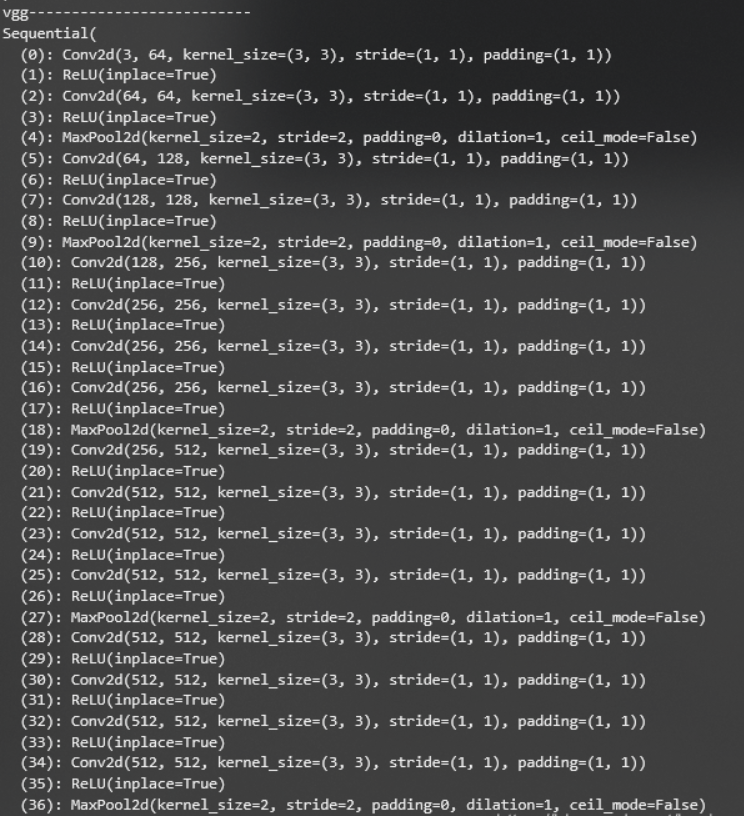 vgg--------------------------
Sequential(
(0): Conv2d(3, 64, kernel_size=(3, 3), stride=(1, 1), padding=(1, 1))
(1): ReLU(inplace=True)
(2): Conv2d(64, 64, kernel_size=(3, 3), stride=(1, 1), padding=(1, 1))
(3): ReLU(inplace=True)
(4): MaxPool2d(kernel_size=2, stride=2, padding=0, dilation=1, ceil_mode=False)
(5): Conv2d(64, 128, kernel_size=(3, 3), stride=(1, 1), padding=(1, 1))
(6): ReLU(inplace=True)
(7): Conv2d(128, 128, kernel_size=(3, 3), stride=(1, 1), padding=(1, 1))
(8): ReLU(inplace=True)
(9): MaxPool2d(kernel_size=2, stride=2, padding=0, dilation=1, ceil_mode=False)
(10): Conv2d(128, 256, kernel_size=(3, 3), stride=(1, 1), padding=(1, 1))
(11): ReLU(inplace=True)
(12): Conv2d(256, 256, kernel_size=(3, 3), stride=(1, 1), padding=(1, 1))
(13): ReLU(inplace=True)
(14): Conv2d(256, 256, kernel_size=(3, 3), stride=(1, 1), padding=(1, 1))
(15): ReLU(inplace=True)
(16): Conv2d(256, 256, kernel_size=(3, 3), stride=(1, 1), padding=(1, 1))
(17): ReLU(inplace=True)
(18): MaxPool2d(kernel_size=2, stride=2, padding=0, dilation=1, ceil_mode=False)
(19): Conv2d(256, 512, kernel_size=(3, 3), stride=(1, 1), padding=(1, 1))
(20): ReLU(inplace=True)
(21): Conv2d(512, 512, kernel_size=(3, 3), stride=(1, 1), padding=(1, 1))
(22): ReLU(inplace=True)
(23): Conv2d(512, 512, kernel_size=(3, 3), stride=(1, 1), padding=(1, 1))
(24): ReLU(inplace=True)
(25): Conv2d(512, 512, kernel_size=(3, 3), stride=(1, 1), padding=(1, 1))
(26): ReLU(inplace=True)
(27): MaxPool2d(kernel_size=2, stride=2, padding=0, dilation=1, ceil_mode=False)
(28): Conv2d(512, 512, kernel_size=(3, 3), stride=(1, 1), padding=(1, 1))
(29): ReLU(inplace=True)
(30): Conv2d(512, 512, kernel_size=(3, 3), stride=(1, 1), padding=(1, 1))
(31): ReLU(inplace=True)
(32): Conv2d(512, 512, kernel_size=(3, 3), stride=(1, 1), padding=(1, 1))
(33): ReLU(inplace=True)
(34): Conv2d(512, 512, kernel_size=(3, 3), stride=(1, 1), padding=(1, 1))
(35): ReLU(inplace=True)
(36): MaxPool2d(kernel_size=2, stride=2, padding=0, dilation=1, ceil_mode=False)